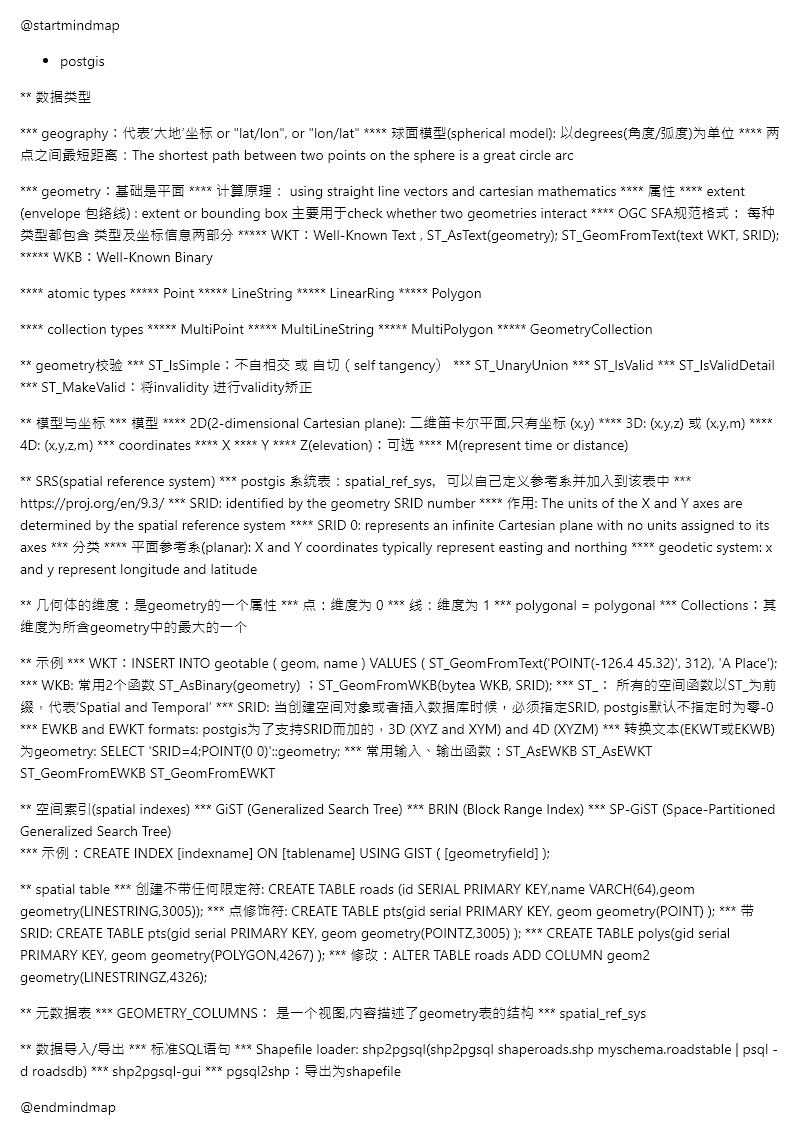 @startmindmap
• postgis
** 数据类型
*** geography：代表'大地'坐标 or "lat/lon", or "lon/lat" **** 球面模型(spherical model): 以degrees(角度/弧度)为单位 **** 两
点之间最短距离：The shortest path between two points on the sphere is a great circle arc
*** geometry：基础是平面 **** 计算原理： using straight line vectors and cartesian mathematics **** 属性 **** extent
(envelope 包络线) : extent or bounding box 主要用于check whether two geometries interact **** OGC SFA规范格式： 每种
类型都包含 类型及坐标信息两部分 ***** WKT：Well-Known Text , ST_AsText(geometry); ST_GeomFromText(text WKT, SRID);
***** WKB：Well-Known Binary
**** atomic types ***** Point ***** LineString ***** LinearRing ***** Polygon
**** collection types ***** MultiPoint ***** MultiLineString ***** MultiPolygon ***** GeometryCollection
** geometry校验 *** ST_IsSimple：不自相交 或 自切（self tangency） *** ST_UnaryUnion *** ST_IsValid *** ST_IsValidDetail
*** ST_MakeValid：将invalidity 进行validity矫正
** 模型与坐标 *** 模型 **** 2D(2-dimensional Cartesian plane): 二维笛卡尔平面,只有坐标 (x,y) **** 3D: (x,y,z) 或 (x,y,m) ****
4D: (x,y,z,m) *** coordinates **** X **** Y **** Z(elevation)：可选 **** M(represent time or distance)
** SRS(spatial reference system) *** postgis 系统表：spatial_ref_sys，可以自己定义参考系并加入到该表中 ***
https://proj.org/en/9.3/ *** SRID: identified by the geometry SRID number **** 作用: The units of the X and Y axes are
determined by the spatial reference system **** SRID 0: represents an infinite Cartesian plane with no units assigned to its
axes *** 分类 **** 平面参考系(planar): X and Y coordinates typically represent easting and northing **** geodetic system: x
and y represent longitude and latitude
** 几何体的维度：是geometry的一个属性 *** 点：维度为 0 *** 线：维度为 1 *** polygonal = polygonal *** Collections：其
维度为所含geometry中的最大的一个
** 示例 *** WKT：INSERT INTO geotable ( geom, name ) VALUES ( ST_GeomFromText('POINT(-126.4 45.32)', 312), 'A Place');
*** WKB: 常用2个函数 ST_AsBinary(geometry) ；ST_GeomFromWKB(bytea WKB, SRID); *** ST_： 所有的空间函数以ST_为前
缀，代表'Spatial and Temporal' *** SRID: 当创建空间对象或者插入数据库时候，必须指定SRID, postgis默认不指定时为零-0
*** EWKB and EWKT formats: postgis为了支持SRID而加的，3D (XYZ and XYM) and 4D (XYZM) *** 转换文本(EKWT或EKWB)
为geometry: SELECT 'SRID=4;POINT(0 0)'::geometry; *** 常用输入、输出函数：ST_AsEWKB ST_AsEWKT
ST_GeomFromEWKB ST_GeomFromEWKT
** 空间索引(spatial indexes) *** GiST (Generalized Search Tree) *** BRIN (Block Range Index) *** SP-GiST (Space-Partitioned
Generalized Search Tree)
*** 示例：CREATE INDEX [indexname] ON [tablename] USING GIST ( [geometryfield] );
** spatial table *** 创建不带任何限定符: CREATE TABLE roads (id SERIAL PRIMARY KEY,name VARCH(64),geom
geometry(LINESTRING,3005)); *** 点修饰符: CREATE TABLE pts(gid serial PRIMARY KEY, geom geometry(POINT) ); *** 带
SRID: CREATE TABLE pts(gid serial PRIMARY KEY, geom geometry(POINTZ,3005) ); *** CREATE TABLE polys(gid serial
PRIMARY KEY, geom geometry(POLYGON,4267) ); *** 修改：ALTER TABLE roads ADD COLUMN geom2
geometry(LINESTRINGZ,4326);
** 元数据表 *** GEOMETRY_COLUMNS： 是一个视图,内容描述了geometry表的结构 *** spatial_ref_sys
** 数据导入/导出 *** 标准SQL语句 *** Shapefile loader: shp2pgsql(shp2pgsql shaperoads.shp myschema.roadstable | psql -
d roadsdb) *** shp2pgsql-gui *** pgsql2shp：导出为shapefile
@endmindmap